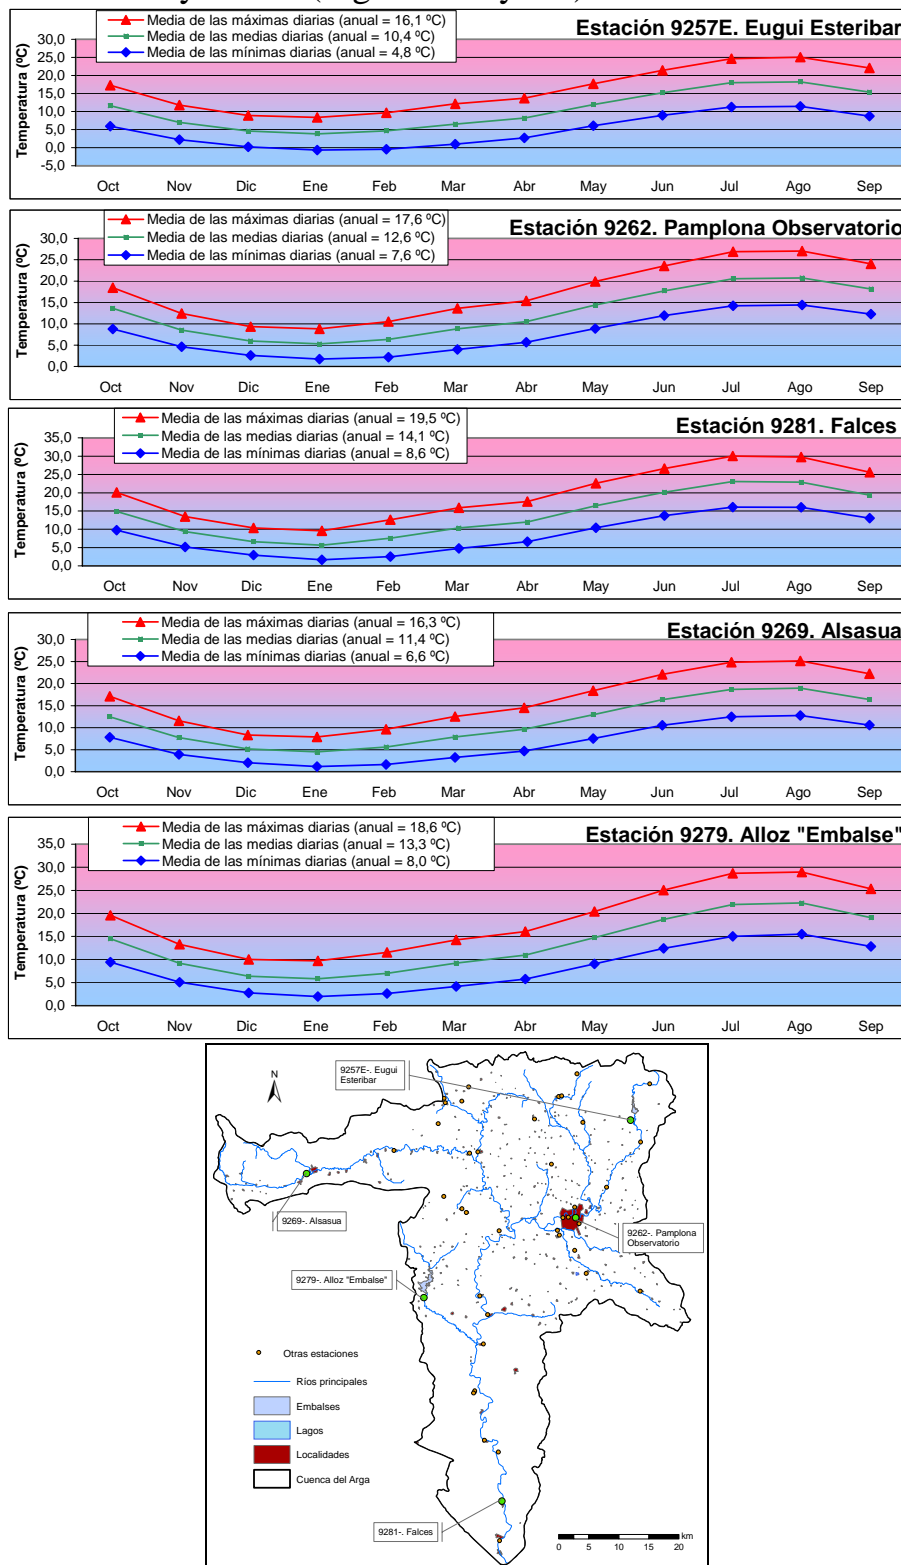 Media de las máximas diarias (anual = 16,1 ºC)
Media de las medias diarias (anual = 10,4 ºC)
Media de las mínimas diarias (anual = 4,8 ºC)
Estación 9257E. Eugui Esteribar
Temperatura (ºC)
30,0
25,0
20,0
15,0
10,0
5,0
0,0
-5,0
Oct Nov Dic Ene Feb Mar Abr May Jun Jul Ago Sep
Media de las máximas diarias (anual = 17,6 ºC)
Media de las medias diarias (anual = 12,6 ºC)
Media de las mínimas diarias (anual = 7,6 ºC)
Estación 9262. Pamplona Observatorio
Temperatura (ºC)
30,0
25,0
20,0
15,0
10,0
5,0
0,0
Oct Nov Dic Ene Feb Mar Abr May Jun Jul Ago Sep
Media de las máximas diarias (anual = 19,5 ºC)
Media de las medias diarias (anual = 14,1 ºC)
Media de las mínimas diarias (anual = 8,6 ºC)
Estación 9281. Falces
Temperatura (ºC)
35,0
30,0
25,0
20,0
15,0
10,0
5,0
0,0
Oct Nov Dic Ene Feb Mar Abr May Jun Jul Ago Sep
Media de las máximas diarias (anual = 16,3 ºC)
Media de las medias diarias (anual = 11,4 ºC)
Media de las mínimas diarias (anual = 6,6 ºC)
Estación 9269. Alsasua
Temperatura (ºC)
30,0
25,0
20,0
15,0
10,0
5,0
0,0
Oct Nov Dic Ene Feb Mar Abr May Jun Jul Ago Sep
Media de las máximas diarias (anual = 18,6 ºC)
Media de las medias diarias (anual = 13,3 ºC)
Media de las mínimas diarias (anual = 8,0 ºC)
Estación 9279. Alloz "Embalse"
Temperatura (ºC)
35,0
30,0
25,0
20,0
15,0
10,0
5,0
0,0
Oct Nov Dic Ene Feb Mar Abr May Jun Jul Ago Sep
9257E-. Eugui
Esteribar
N
9269-. Alsasua
9262-. Pamplona
Observatorio
9279-. Alloz "Embalse"
Otras estaciones
Ríos principales
Embalses
Lagos
Localidades
Cuenca del Arga
9281-. Falces
km
0 5 10 20